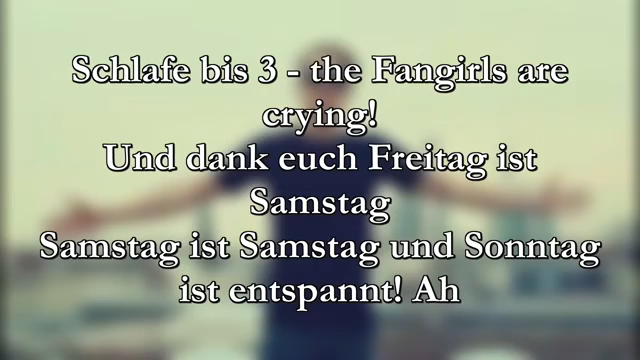 Schlafe bis 3 - the Fangirls are
crying!
Und dank euch Freitag ist
Samstag
Samstag ist Samstag und Sonntag
ist entspannt! Ah